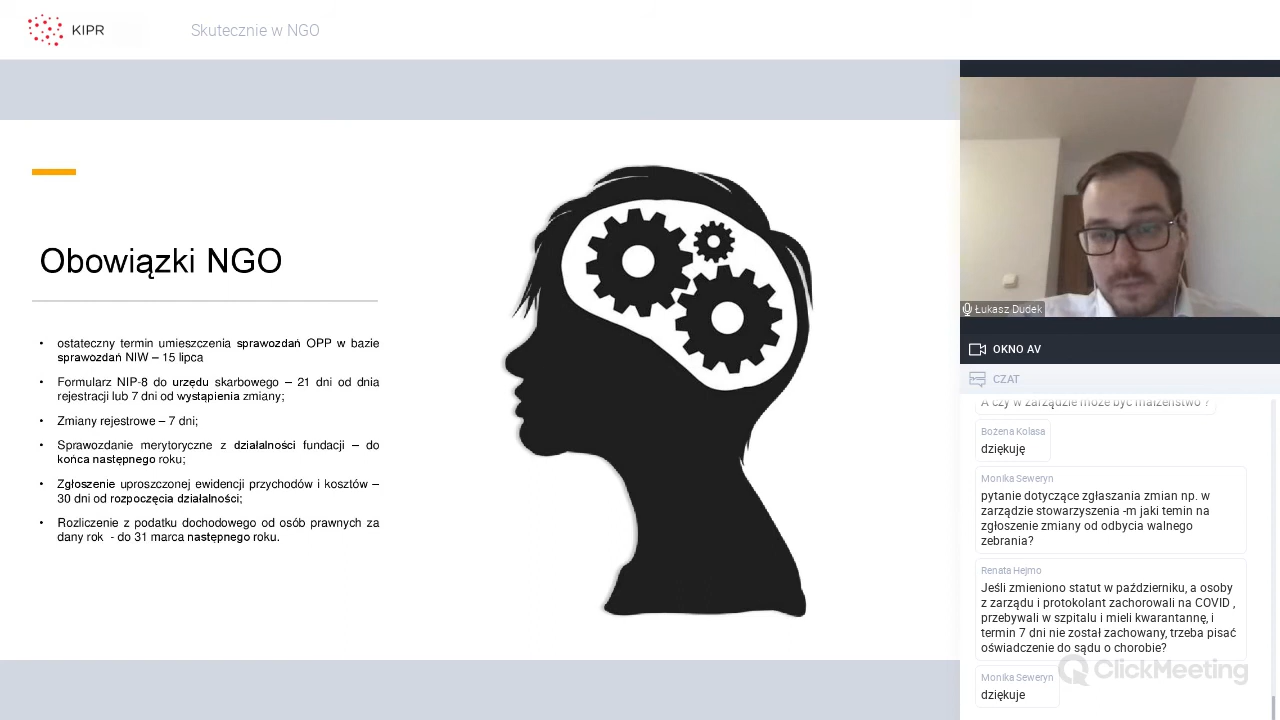 KIPR
Skutecznie w NGO
Obowiązki NGO
• ostateczny termin umieszczenia sprawozdań OPP w bazie
sprawozdań NIW – 15 lipca
• Formularz NIP-8 do urzędu skarbowego – 21 dni od dnia
rejestracji lub 7 dni od wystąpienia zmiany;
• Zmiany rejestrowe – 7 dni;
• Sprawozdanie merytoryczne z działalności fundacji – do
końca następnego roku;
• Zgłoszenie uproszczonej ewidencji przychodów i kosztów –
30 dni od rozpoczęcia działalności;
• Rozliczenie z podatku dochodowego od osób prawnych za
dany rok - do 31 marca następnego roku.
Łukasz Dudek
OKNO AV
CZAT
A czy w zarządzie może być małżeństwo ?
Bożena Kolasa
dziękuję
Monika Seweryn
pytanie dotyczące zgłaszania zmian np. w
zarządzie stowarzyszenia -m jaki temin na
zgłoszenie zmiany od odbycia walnego
zebrania?
Renata Hejmo
Jeśli zmieniono statut w październiku, a osoby
z zarządu i protokolant zachorowali na COVID ,
przebywali w szpitalu i mieli kwarantannę, i
termin 7 dni nie został zachowany, trzeba pisać
oświadczenie do sądu o chorobie?
Monika Seweryn
dziękuje
ClickMeeting